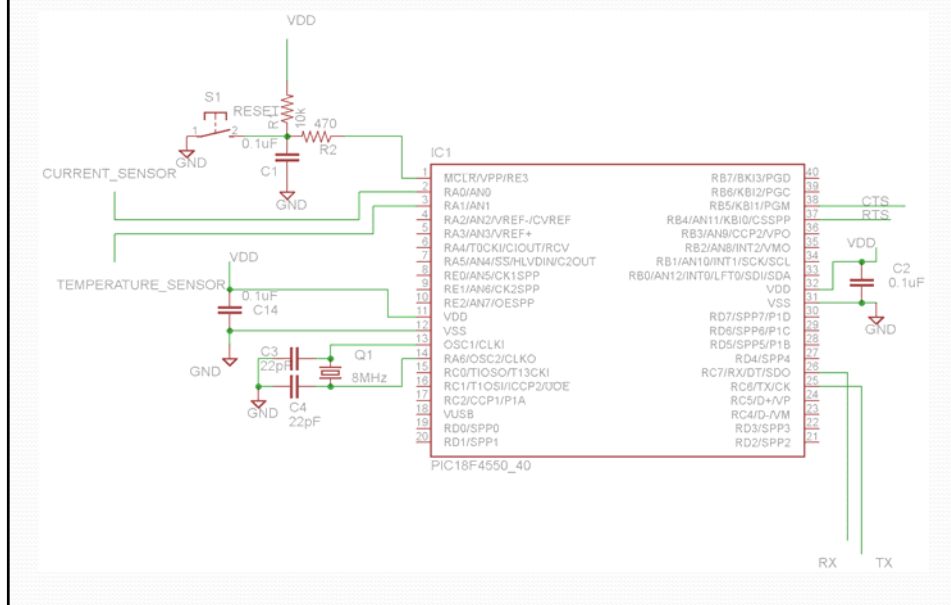 VDD
S1
RESET
R1
10k
470
R2
1
2
0.1uF
C1
GND
GND
CURRENT_SENSOR
TEMPERATURE_SENSOR
VDD
0.1uF
C14
GND
C3
22pF
Q1
8MHz
C4
22pF
GND
IC1
1 MCLR/VPP/RE3
2 RA0/AN0
3 RA1/AN1
4 RA2/AN2/VREF-/CVREF
5 RA3/AN3/VREF+
6 RA4/T0CKI/CIOUT/RCV
7 RA5/AN4/SS/HLVDIN/C2OUT
8 RE0/AN5/CK1SPP
9 RE1/AN6/CK2SPP
10 RE2/AN7/OESPP
11 VDD
12 VSS
13 OSC1/CLKI
14 RA6/OSC2/CLKO
15 RC0/TIOSO/T13CKI
16 RC1/T1OSI/ICCP2/UOE
17 RC2/CCP1/P1A
18 VUSB
19 RD0/SPP0
20 RD1/SPP1
RB7/BKI3/PGD 40
RB6/KBI2/PGC 39
RB5/KBI1/PGM 38
RB4/AN11/KBI0/CSSPP 37
RB3/AN9/CCP2/VPO 36
RB2/AN8/INT2/VMO 35
RB1/AN10/INT1/SCK/SCL 34
RB0/AN12/INT0/LFT0/SDI/SDA 33
VDD 32
VSS 31
RD7/SPP7/P1D 30
RD6/SPP6/P1C 29
RD5/SPP5/P1B 28
RD4/SPP4 27
RC7/RX/DT/SDO 26
RC6/TX/CK 25
RC5/D+/VP 24
RC4/D-/VM 23
RD3/SPP3 22
RD2/SPP2 21
PIC18F4550_40
CTS
RTS
VDD
C2
0.1uF
GND
RX
TX